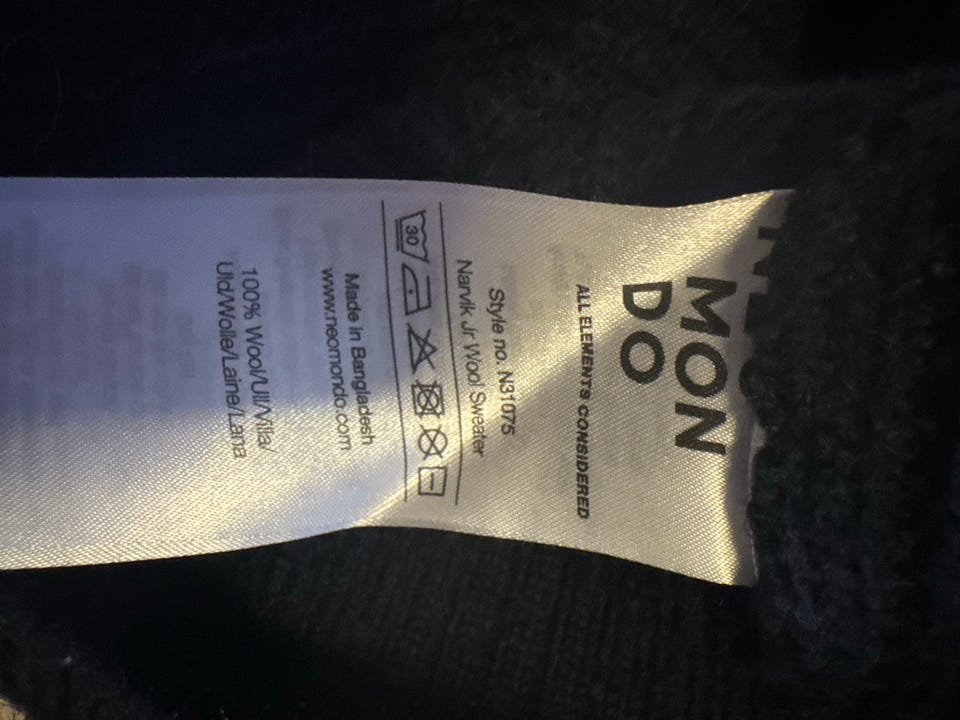 MON
DO
ALL ELEMENTS CONSIDERED
Style no. N31075
Narvik Jr Wool Sweater
30
Made in Bangladesh
www.neomondo.com
100% Wool/Ull/Villa/
Uld/Wolle/Laine/Lana